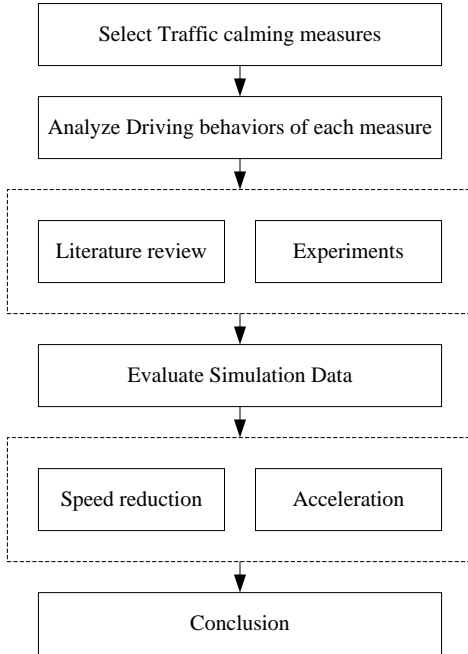 Select Traffic calming measures
Analyze Driving behaviors of each measure
Literature review
Experiments
Evaluate Simulation Data
Speed reduction
Acceleration
Conclusion